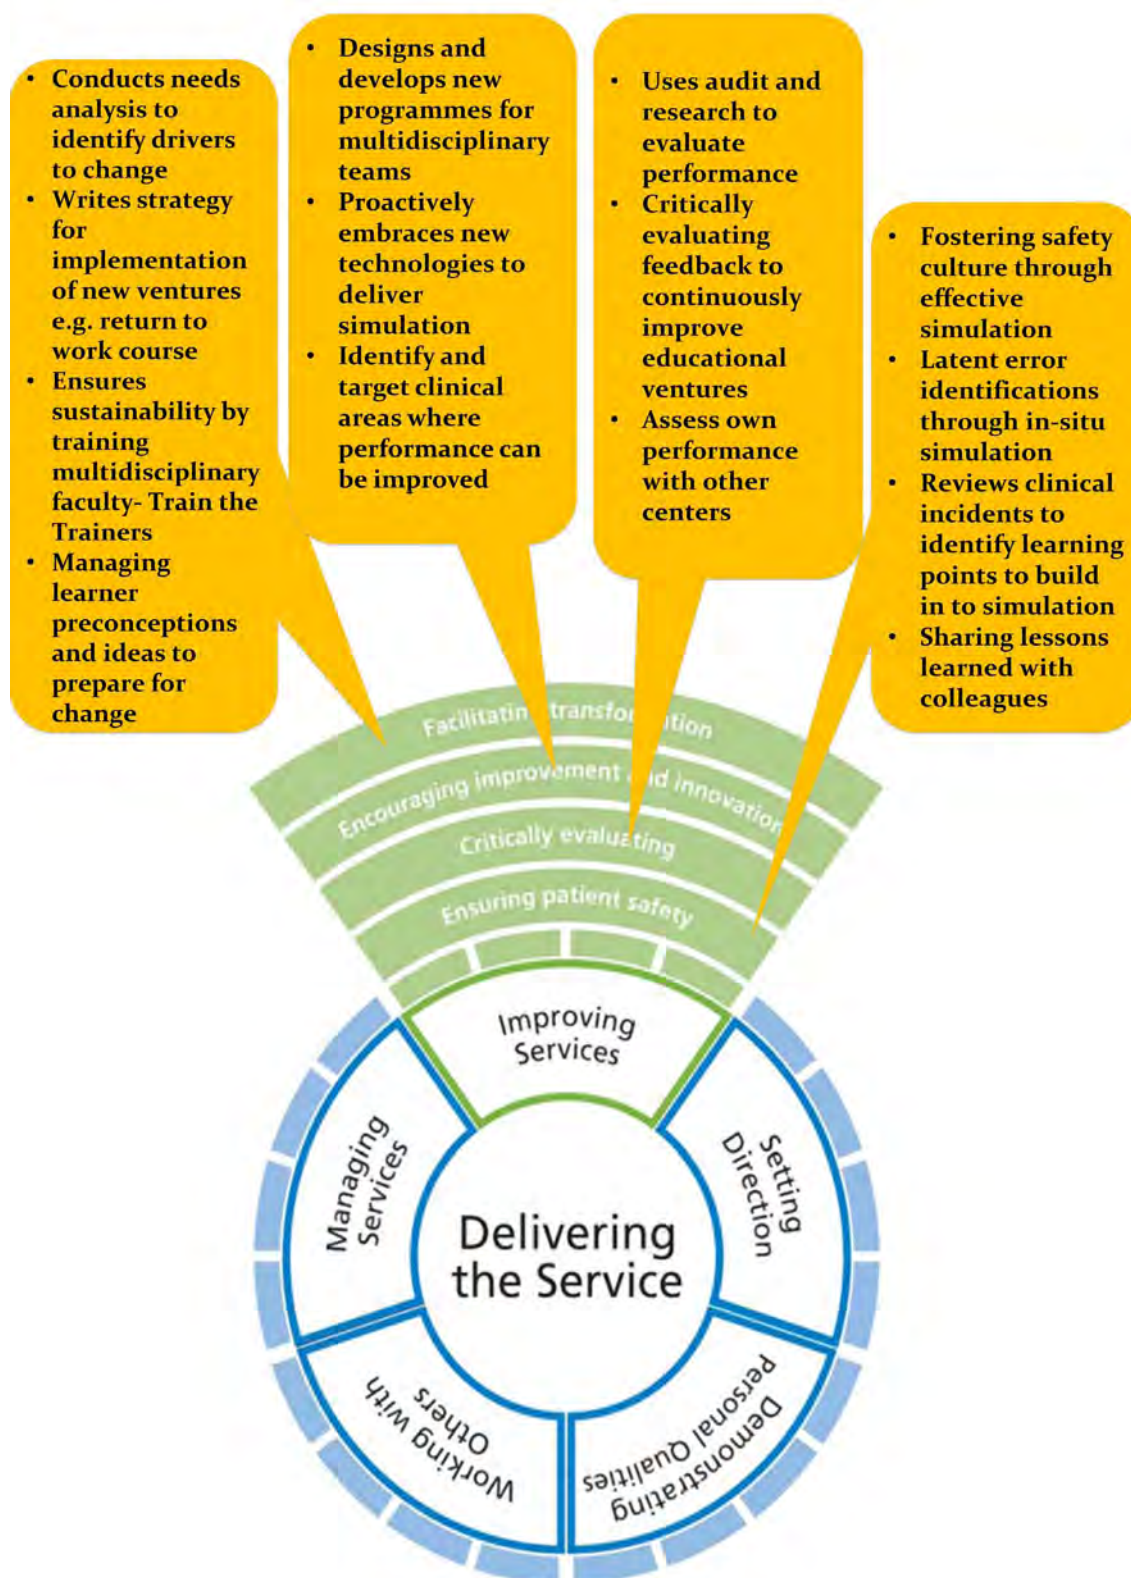 • Conducts needs
analysis to
identify drivers
to change
• Writes strategy
for
implementation
of new ventures
e.g. return to
work course
• Ensures
sustainability by
training
multidisciplinary
faculty- Train the
Trainers
• Managing
learner
preconceptions
and ideas to
prepare for
change
• Designs and
develops new
programmes for
multidisciplinary
teams
• Proactively
embraces new
technologies to
deliver
simulation
• Identify and
target clinical
areas where
performance can
be improved
• Uses audit and
research to
evaluate
performance
• Critically
evaluating
feedback to
continuously
improve
educational
ventures
• Assess own
performance
with other
centers
• Fostering safety
culture through
effective
simulation
• Latent error
identifications
through in-situ
simulation
• Reviews clinical
incidents to
identify learning
points to build
in to simulation
• Sharing lessons
learned with
colleagues
Facilitating transformation
Encouraging improvement and innovation
Critically evaluating
Ensuring patient safety
Improving
Services
Managing
Services
Setting
Direction
Delivering
the Service
Working with
Others
Demonstrating
Personal Qualities